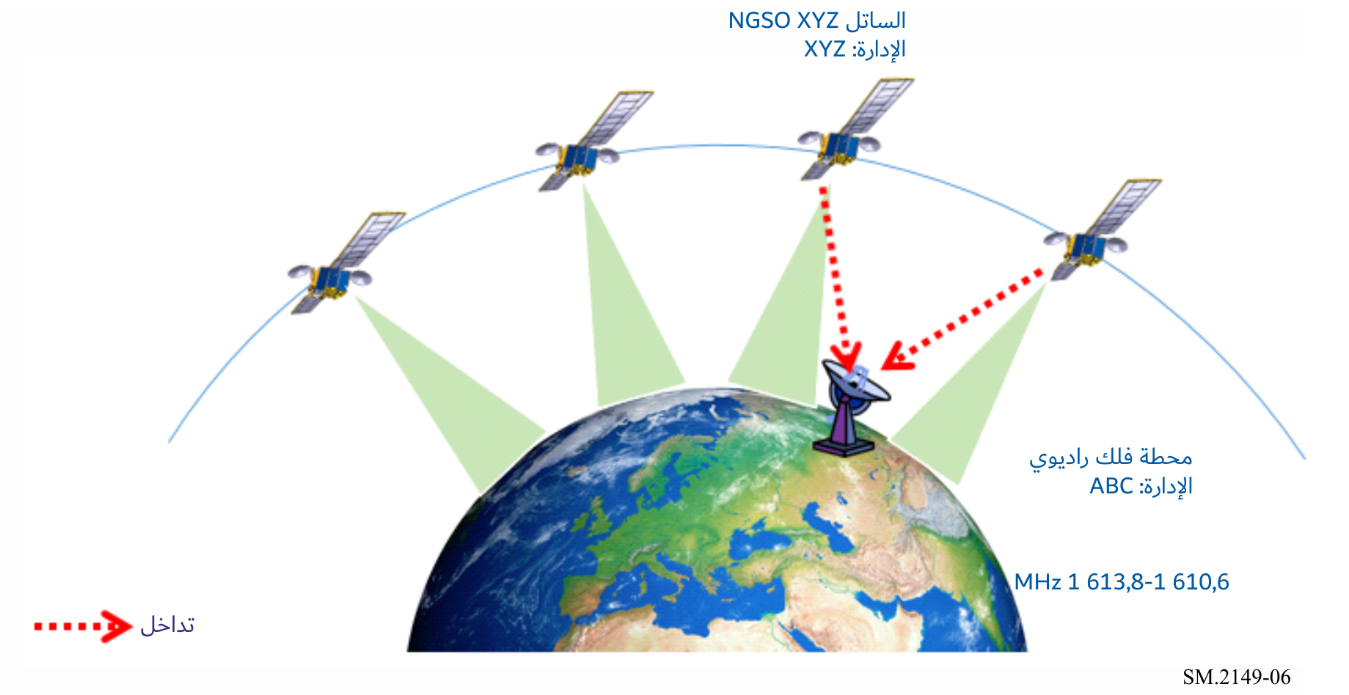 الساتل NGSO XYZ
الإدارة: XYZ
محطة فلك راديوي
الإدارة: ABC
MHz 1 613,8-1 610,6
تداخل
SM.2149-06